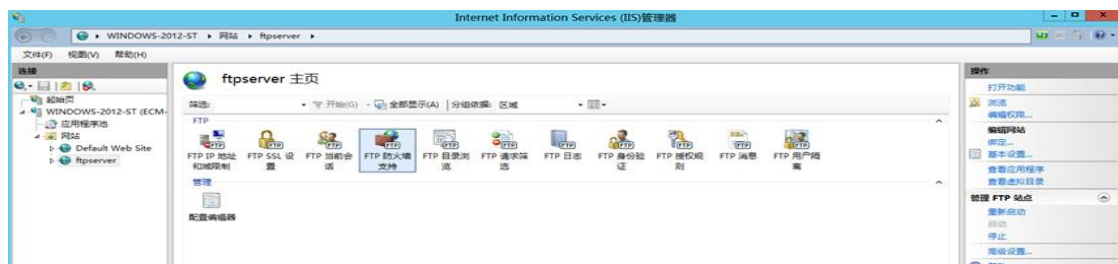 Internet Information Services (IIS)管理器
WINDOWS-2012-ST ▸ 网站 ▸ ftpserver ▸
文件(F) 视图(V) 帮助(H)
连接
起始页
WINDOWS-2012-ST (ECM-
应用程序池
网站
Default Web Site
ftpserver
ftpserver 主页
筛选: 开始(G) 全部显示(A) 分组依据: 区域
FTP
FTP IP 地址和域限制
FTP SSL 设置
FTP 当前会话
FTP 防火墙支持
FTP 目录浏览
FTP 请求筛选
FTP 日志
FTP 身份验证
FTP 授权规则
FTP 消息
FTP 用户隔离
管理
配置编辑器
操作
打开功能
浏览
编辑权限...
编辑网站
绑定...
基本设置...
查看应用程序
查看虚拟目录
管理 FTP 站点
重新启动
启动
停止
高级设置...